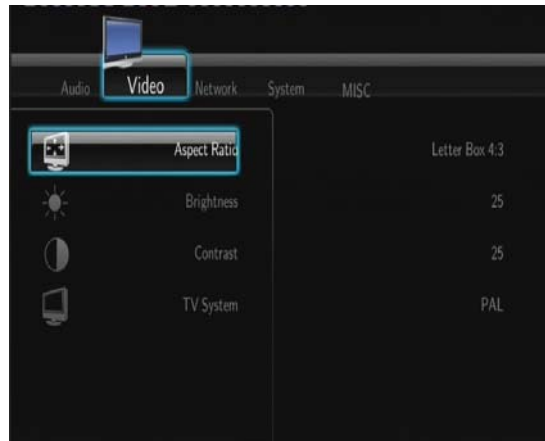 Audio Video Network System MISC
Aspect Ratio Letter Box 4:3
Brightness 25
Contrast 25
TV System PAL